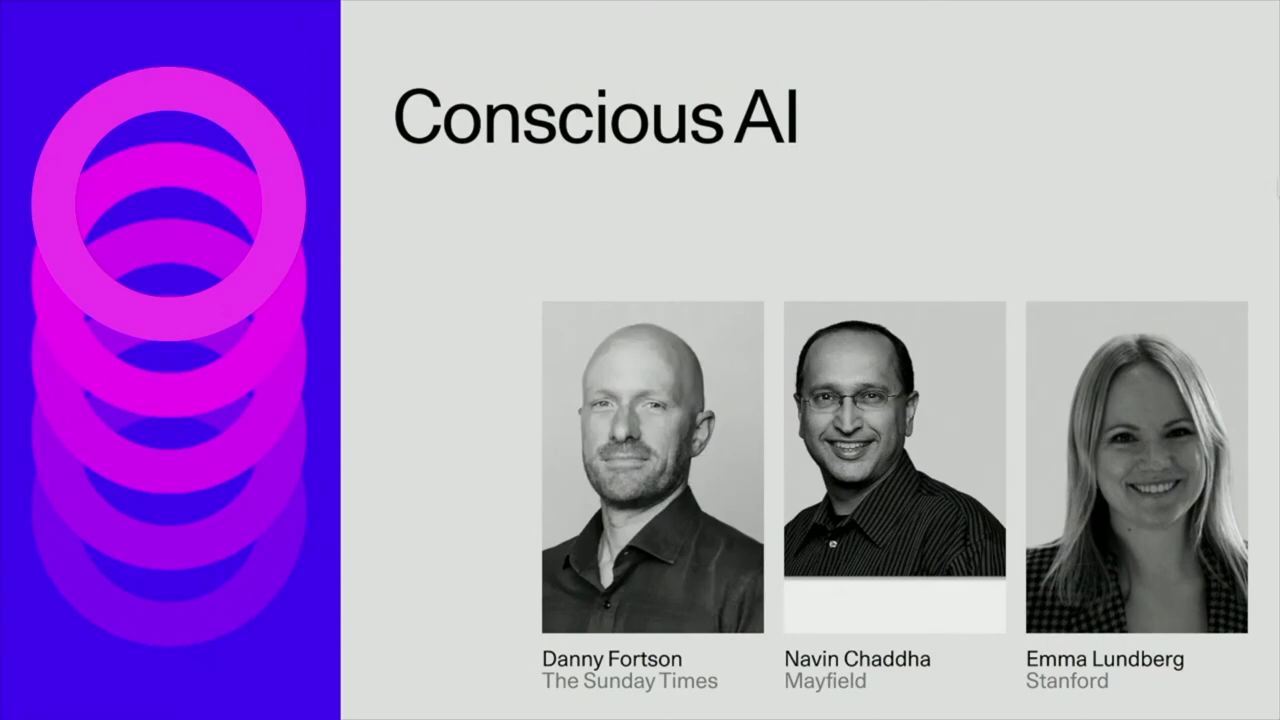 Conscious AI
Danny Fortson
The Sunday Times
Navin Chaddha
Mayfield
Emma Lundberg
Stanford